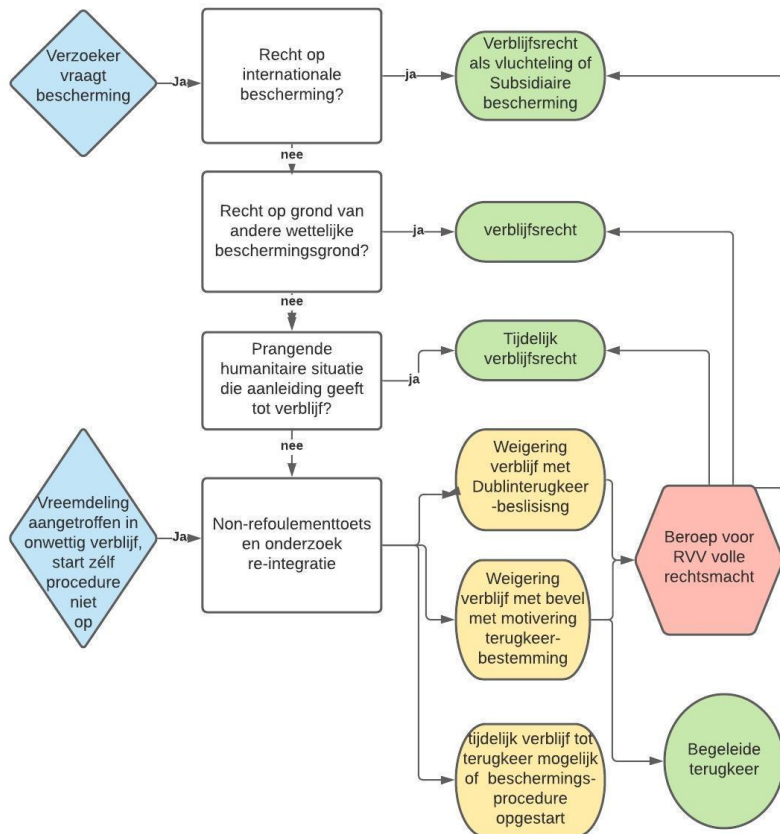 Verzoeker
vraagt
bescherming
Ja
Recht op
internationale
bescherming?
ja
Verblijfsrecht
als vluchteling of
Subsidiaire
bescherming
nee
Recht op grond van
andere wettelijke
beschermingsgrond?
ja
verblijfsrecht
nee
Prangende
humanitaire situatie
die aanleiding geeft
tot verblijf?
ja
Tijdelijk
verblijfsrecht
nee
Vreemdeling
aangetroffen in
onwettig verblijf,
start zélf
procedure
niet
op
Ja
Non-refoulementtoets
en onderzoek
re-integratie
Weigering
verblijf met
Dublinterugkeer
-beslisisng
Weigering
verblijf met bevel
met motivering
terugkeer-
bestemming
tijdelijk verblijf tot
terugkeer mogelijk
of beschermings-
procedure
opgestart
Beroep voor
RVV volle
rechtsmacht
Begeleide
terugkeer